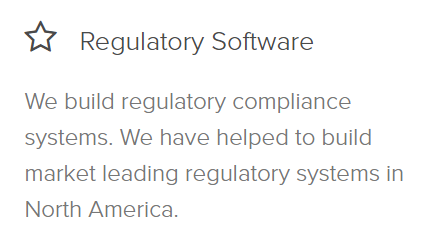 Regulatory Software
We build regulatory compliance
systems. We have helped to build
market leading regulatory systems in
North America.